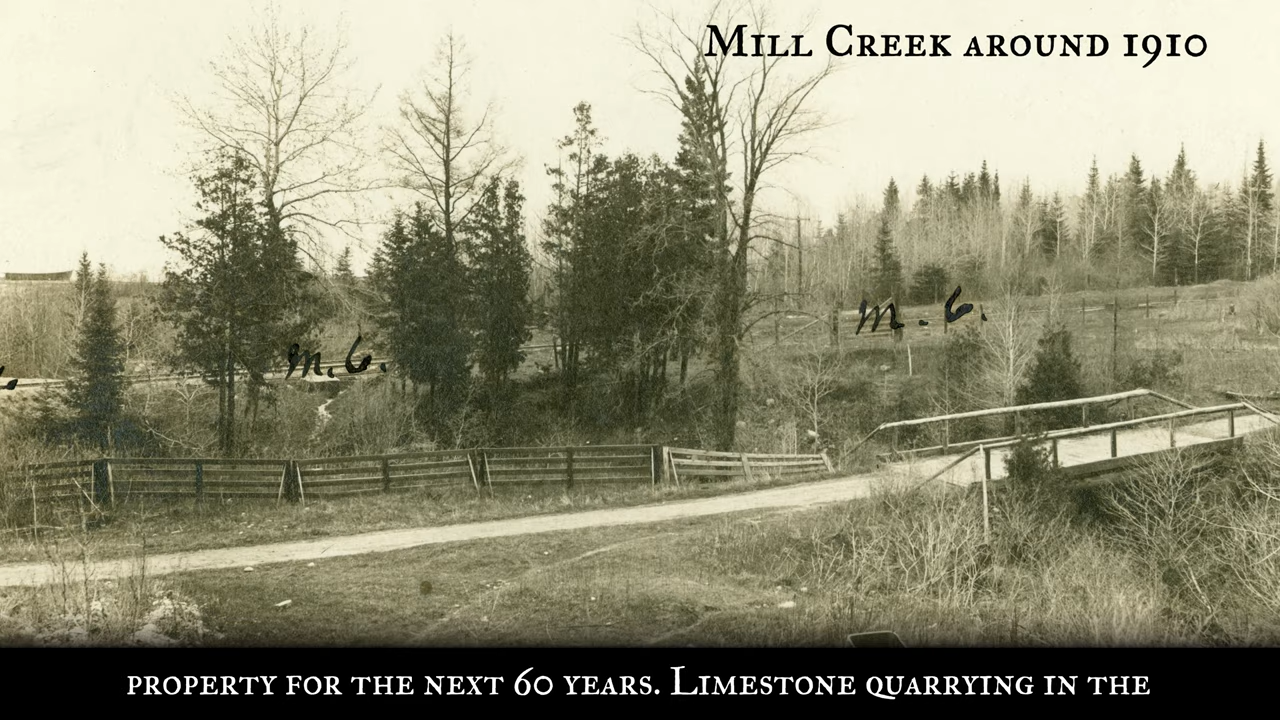 Mill Creek around 1910
m. C.
m. C.
property for the next 60 years. Limestone quarrying in the